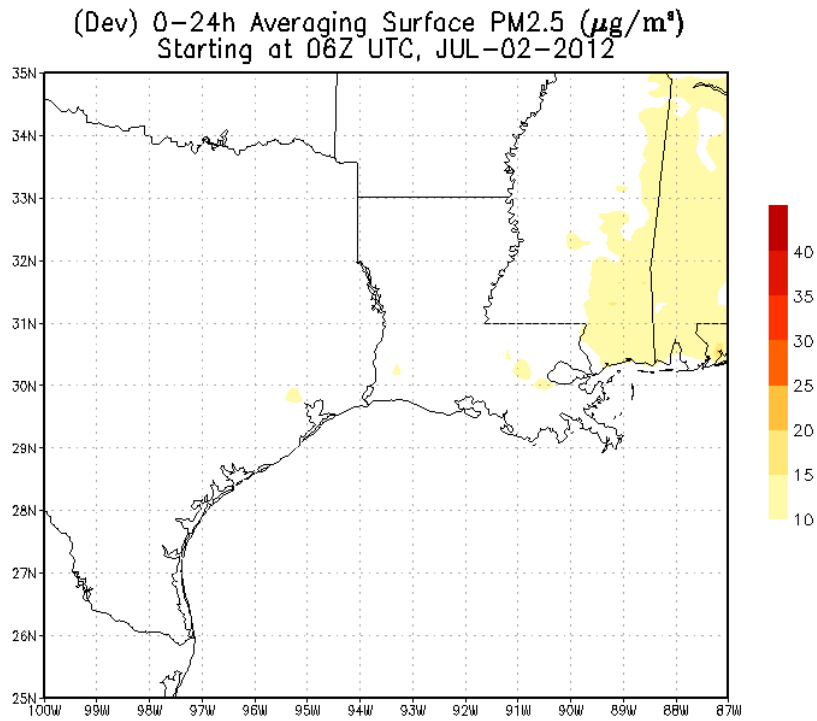 (Dev) 0-24h Averaging Surface PM2.5 (μg/m³)
Starting at 06Z UTC, JUL-02-2012
35N
34N
33N
32N
31N
30N
29N
28N
27N
26N
25N
100W 99W 98W 97W 96W 95W 94W 93W 92W 91W 90W 89W 88W 87W
40
35
30
25
20
15
10